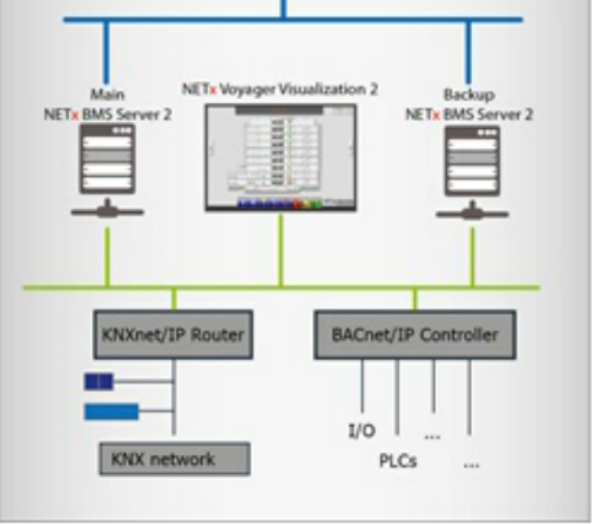 NETx Voyager Visualization 2
Main
NETx BMS Server 2
Backup
NETx BMS Server 2
KNXnet/IP Router
BACnet/IP Controller
I/O
...
PLCs
...
KNX network